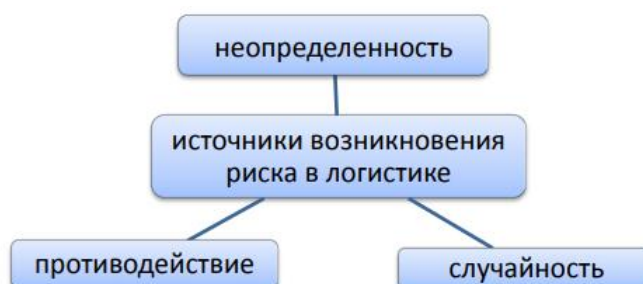 неопределенность
источники возникновения
риска в логистике
противодействие
случайность